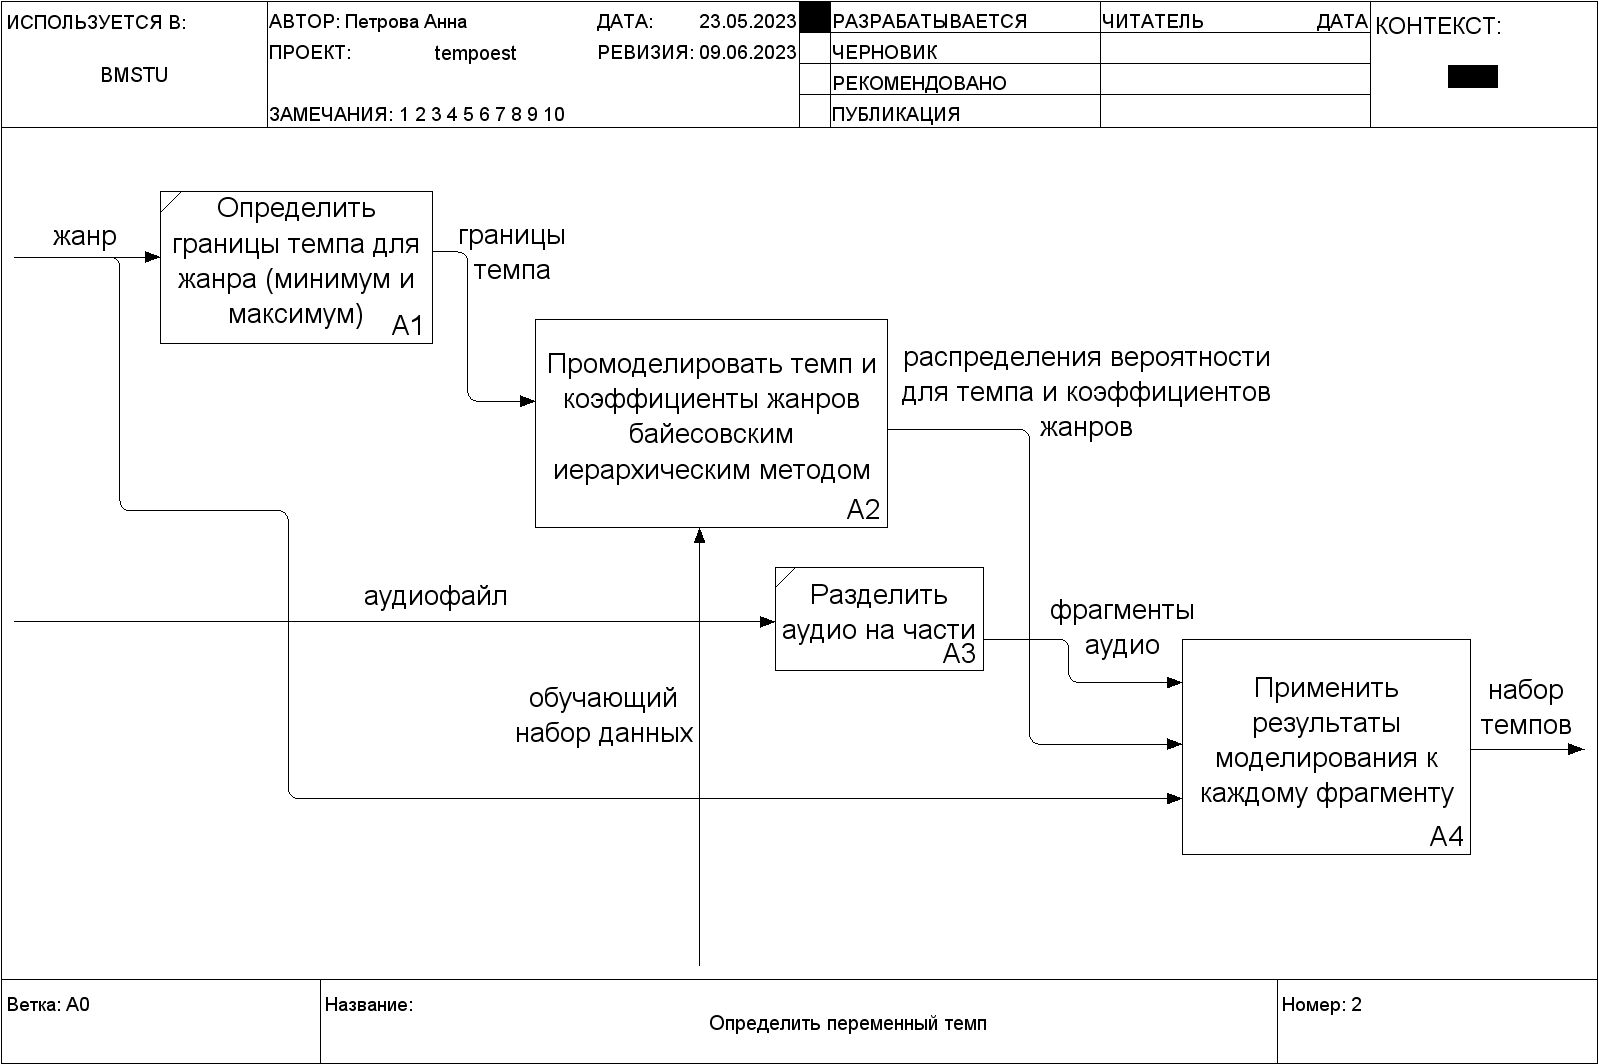 ИСПОЛЬЗУЕТСЯ В:
BMSTU
АВТОР: Петрова Анна
ДАТА: 23.05.2023
ПРОЕКТ: tempoest
РЕВИЗИЯ: 09.06.2023
ЗАМЕЧАНИЯ: 1 2 3 4 5 6 7 8 9 10
РАЗРАБАТЫВАЕТСЯ
ЧЕРНОВИК
РЕКОМЕНДОВАНО
ПУБЛИКАЦИЯ
ЧИТАТЕЛЬ ДАТА
КОНТЕКСТ:
жанр
Определить
границы темпа для
жанра (минимум и
максимум)
A1
границы
темпа
Промоделировать темп и
коэффициенты жанров
байесовским
иерархическим методом
A2
распределения вероятности
для темпа и коэффициентов
жанров
аудиофайл
Разделить
аудио на части
A3
фрагменты
аудио
обучающий
набор данных
Применить
результаты
моделирования к
каждому фрагменту
A4
набор
темпов
Ветка: A0
Название:
Определить переменный темп
Номер: 2